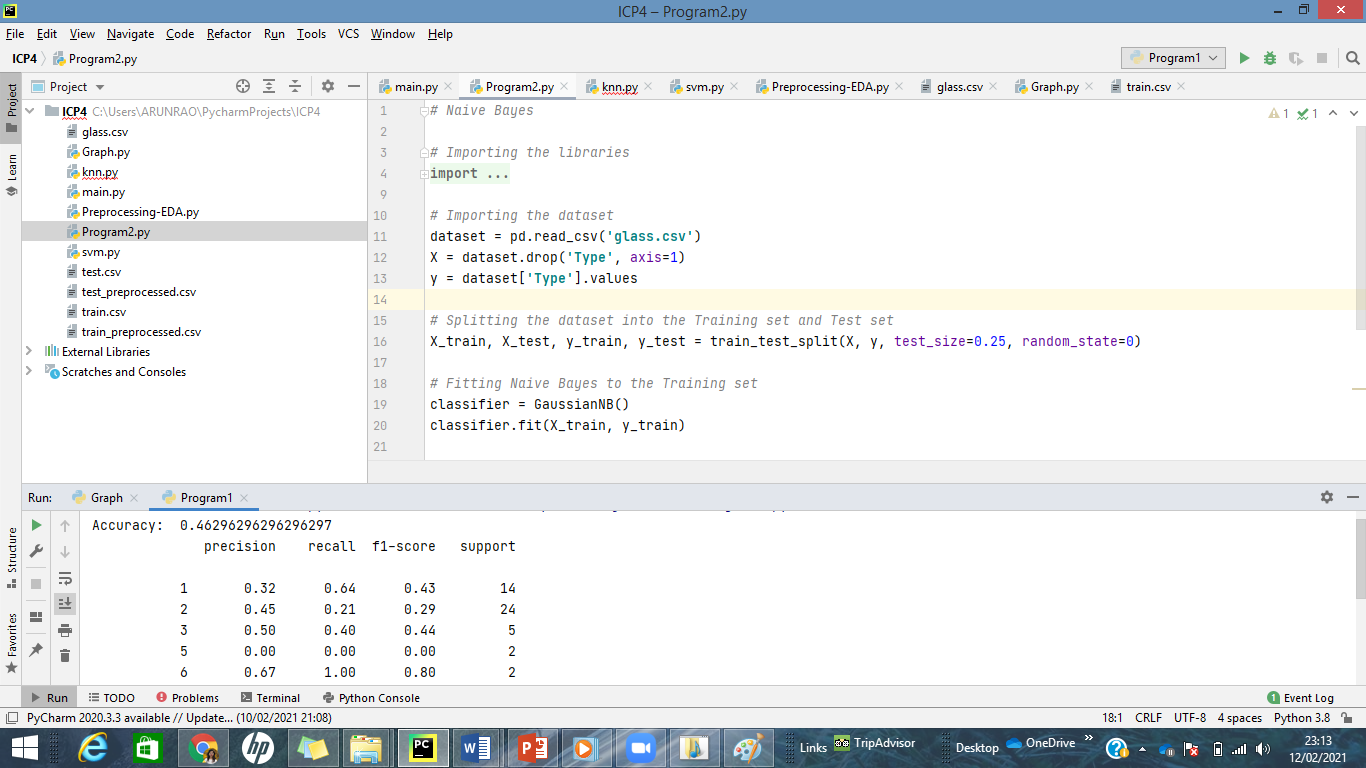 ICP4 – Program2.py
File Edit View Navigate Code Refactor Run Tools VCS Window Help
ICP4 Program2.py
Program1
Project
main.py Program2.py knn.py svm.py Preprocessing-EDA.py glass.csv Graph.py train.csv
Project
Learn
Structure
Favorites
ICP4 C:\Users\ARUNRAO\PycharmProjects\ICP4
glass.csv
Graph.py
knn.py
main.py
Preprocessing-EDA.py
Program2.py
svm.py
test.csv
test_preprocessed.csv
train.csv
train_preprocessed.csv
External Libraries
Scratches and Consoles
1 # Naive Bayes
1 1
2
3 # Importing the libraries
4 import ...
9
10 # Importing the dataset
11 dataset = pd.read_csv('glass.csv')
12 X = dataset.drop('Type', axis=1)
13 y = dataset['Type'].values
14
15 # Splitting the dataset into the Training set and Test set
16 X_train, X_test, y_train, y_test = train_test_split(X, y, test_size=0.25, random_state=0)
17
18 # Fitting Naive Bayes to the Training set
19 classifier = GaussianNB()
20 classifier.fit(X_train, y_train)
21
Run: Graph Program1
Accuracy: 0.46296296296296297
precision recall f1-score support
1 0.32 0.64 0.43 14
2 0.45 0.21 0.29 24
3 0.50 0.40 0.44 5
5 0.00 0.00 0.00 2
6 0.67 1.00 0.80 2
Run TODO Problems Terminal Python Console
1 Event Log
PyCharm 2020.3.3 available // Update... (10/02/2021 21:08)
18:1 CRLF UTF-8 4 spaces Python 3.8
Links TripAdvisor Desktop OneDrive
23:13
12/02/2021